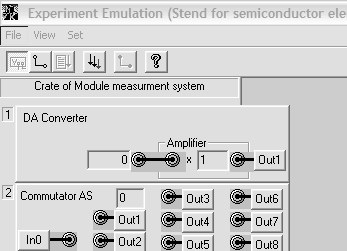 Experiment Emulation (Stend for semiconductor ele
File View Set
Vgg
Crate of Module measurment system
1 DA Converter
Amplifier
0 x 1 Out1
2 Commutator AS 0 Out3 Out6
Out1 Out4 Out7
In0 Out2 Out5 Out8